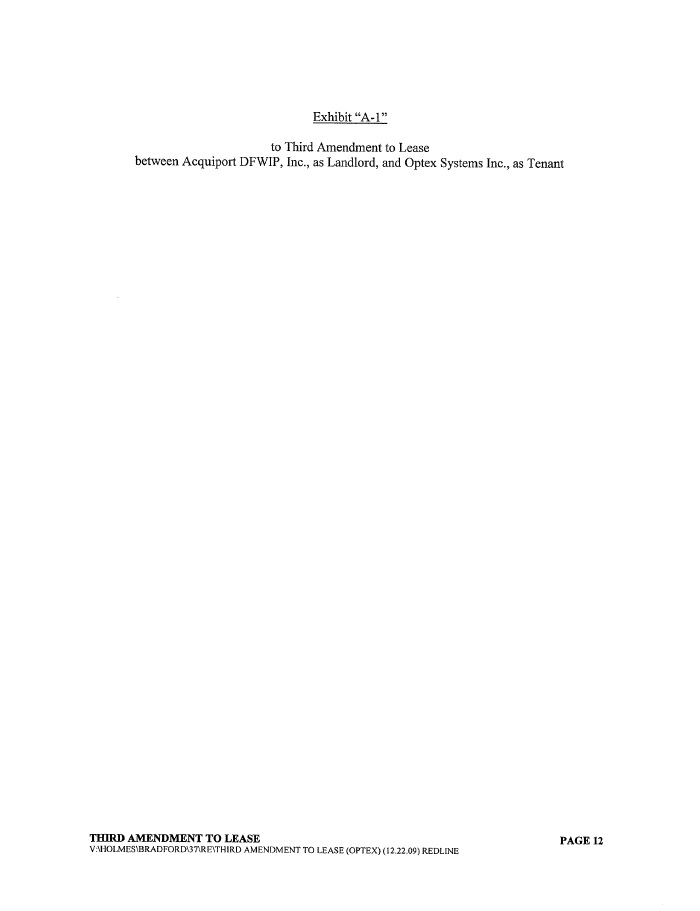 Exhibit “A-1”
to Third Amendment to Lease
between Acquiport DFWIP, Inc., as Landlord, and Optex Systems Inc., as Tenant
THIRD AMENDMENT TO LEASE
PAGE 12
V:\HOLMES\BRADFORD\37\RE\THIRD AMENDMENT TO LEASE (OPTEX) (12.22.09) REDLINE